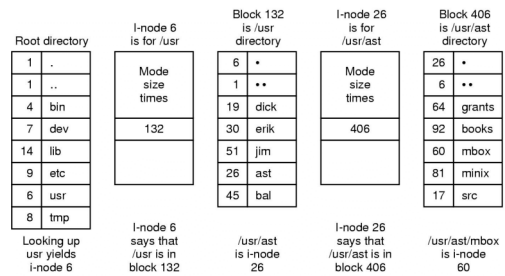 Root directory
1 .
1 ..
4 bin
7 dev
14 lib
9 etc
6 usr
8 tmp
Looking up
usr yields
i-node 6
I-node 6
is for /usr
Mode
size
times
132
I-node 6
says that
/usr is in
block 132
Block 132
is /usr
directory
6 •
1 ••
19 dick
30 erik
51 jim
26 ast
45 bal
/usr/ast
is i-node
26
I-node 26
is for
/usr/ast
Mode
size
times
406
I-node 26
says that
/usr/ast is in
block 406
Block 406
is /usr/ast
directory
26 •
6 ••
64 grants
92 books
60 mbox
81 minix
17 src
/usr/ast/mbox
is i-node
60